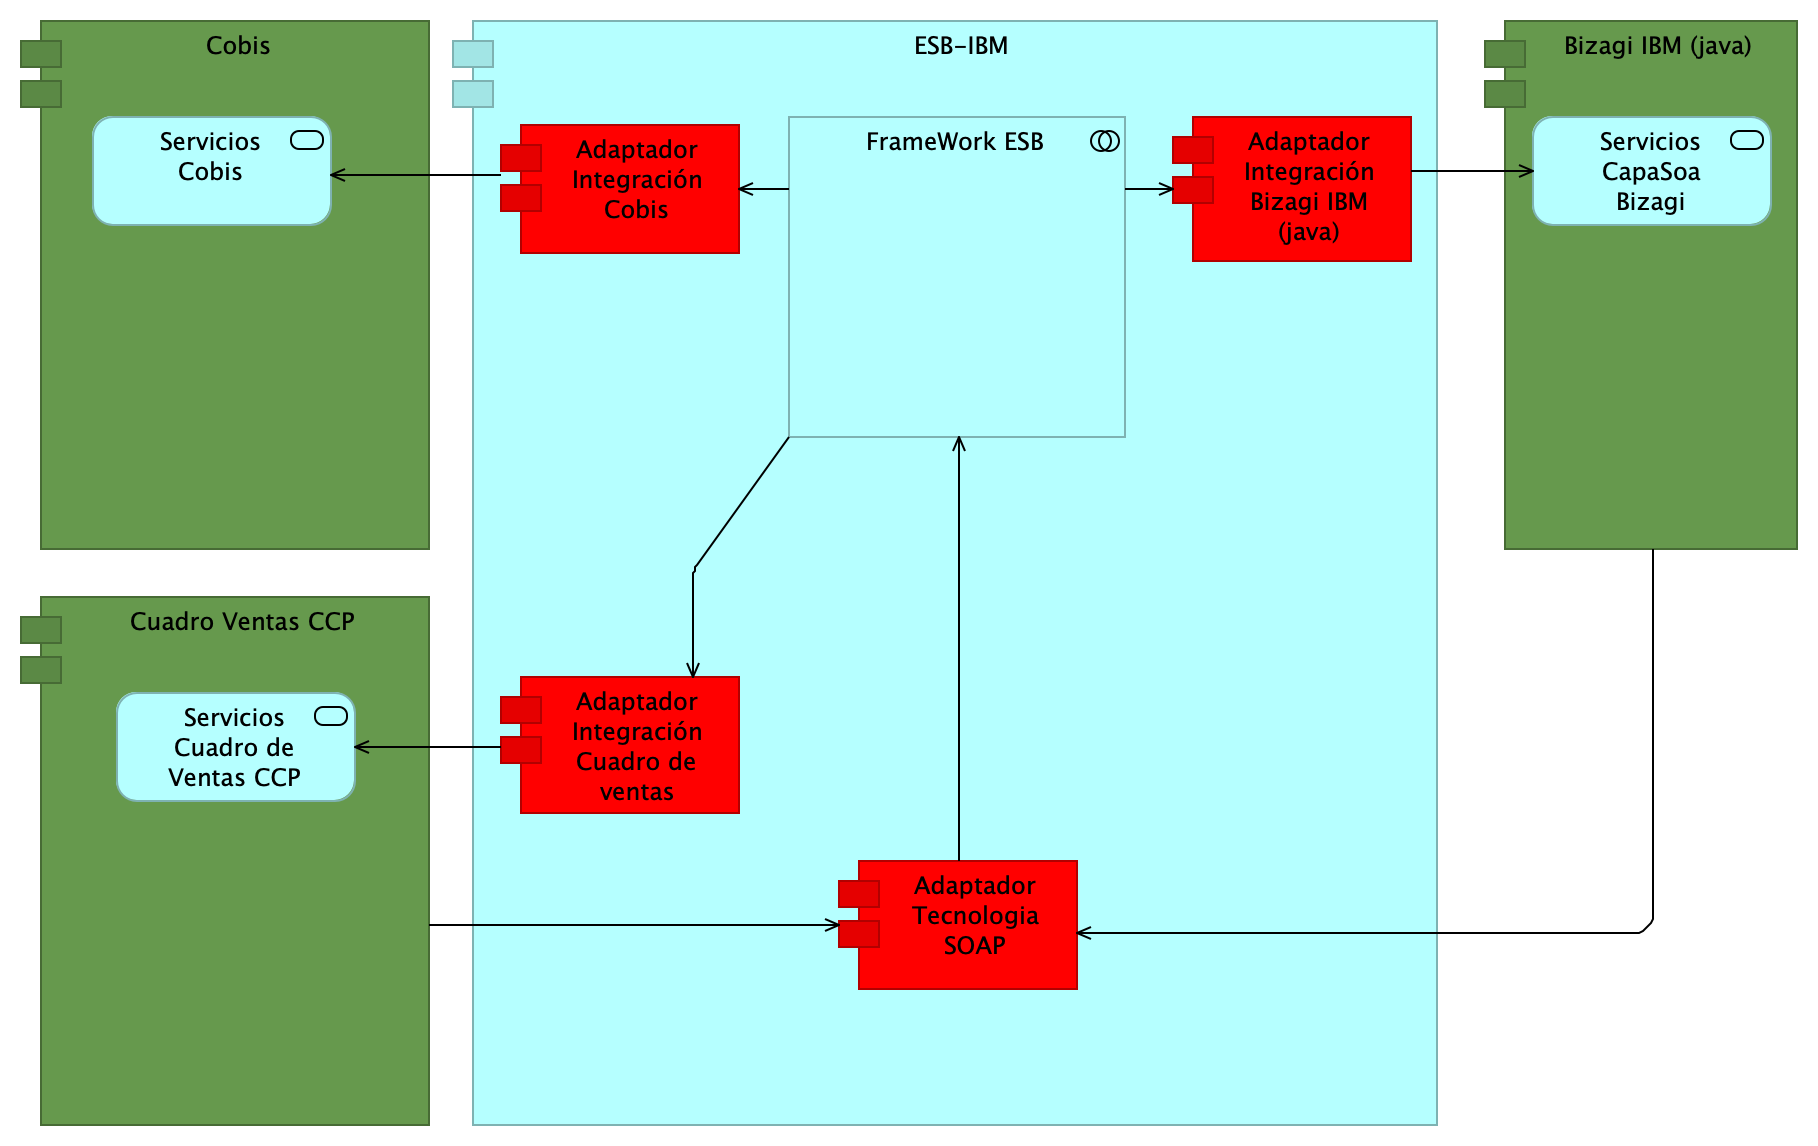 Cobis
Servicios
Cobis
ESB-IBM
Adaptador
Integración
Cobis
FrameWork ESB
Adaptador
Integración
Bizagi IBM
(java)
Bizagi IBM (java)
Servicios
CapaSoa
Bizagi
Cuadro Ventas CCP
Servicios
Cuadro de
Ventas CCP
Adaptador
Integración
Cuadro de
ventas
Adaptador
Tecnologia
SOAP